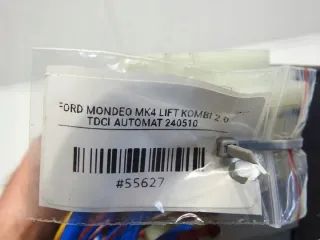 FORD MONDEO MK4 LIFT KOMBI 2.0
TDCI AUTOMAT 240510
#55627